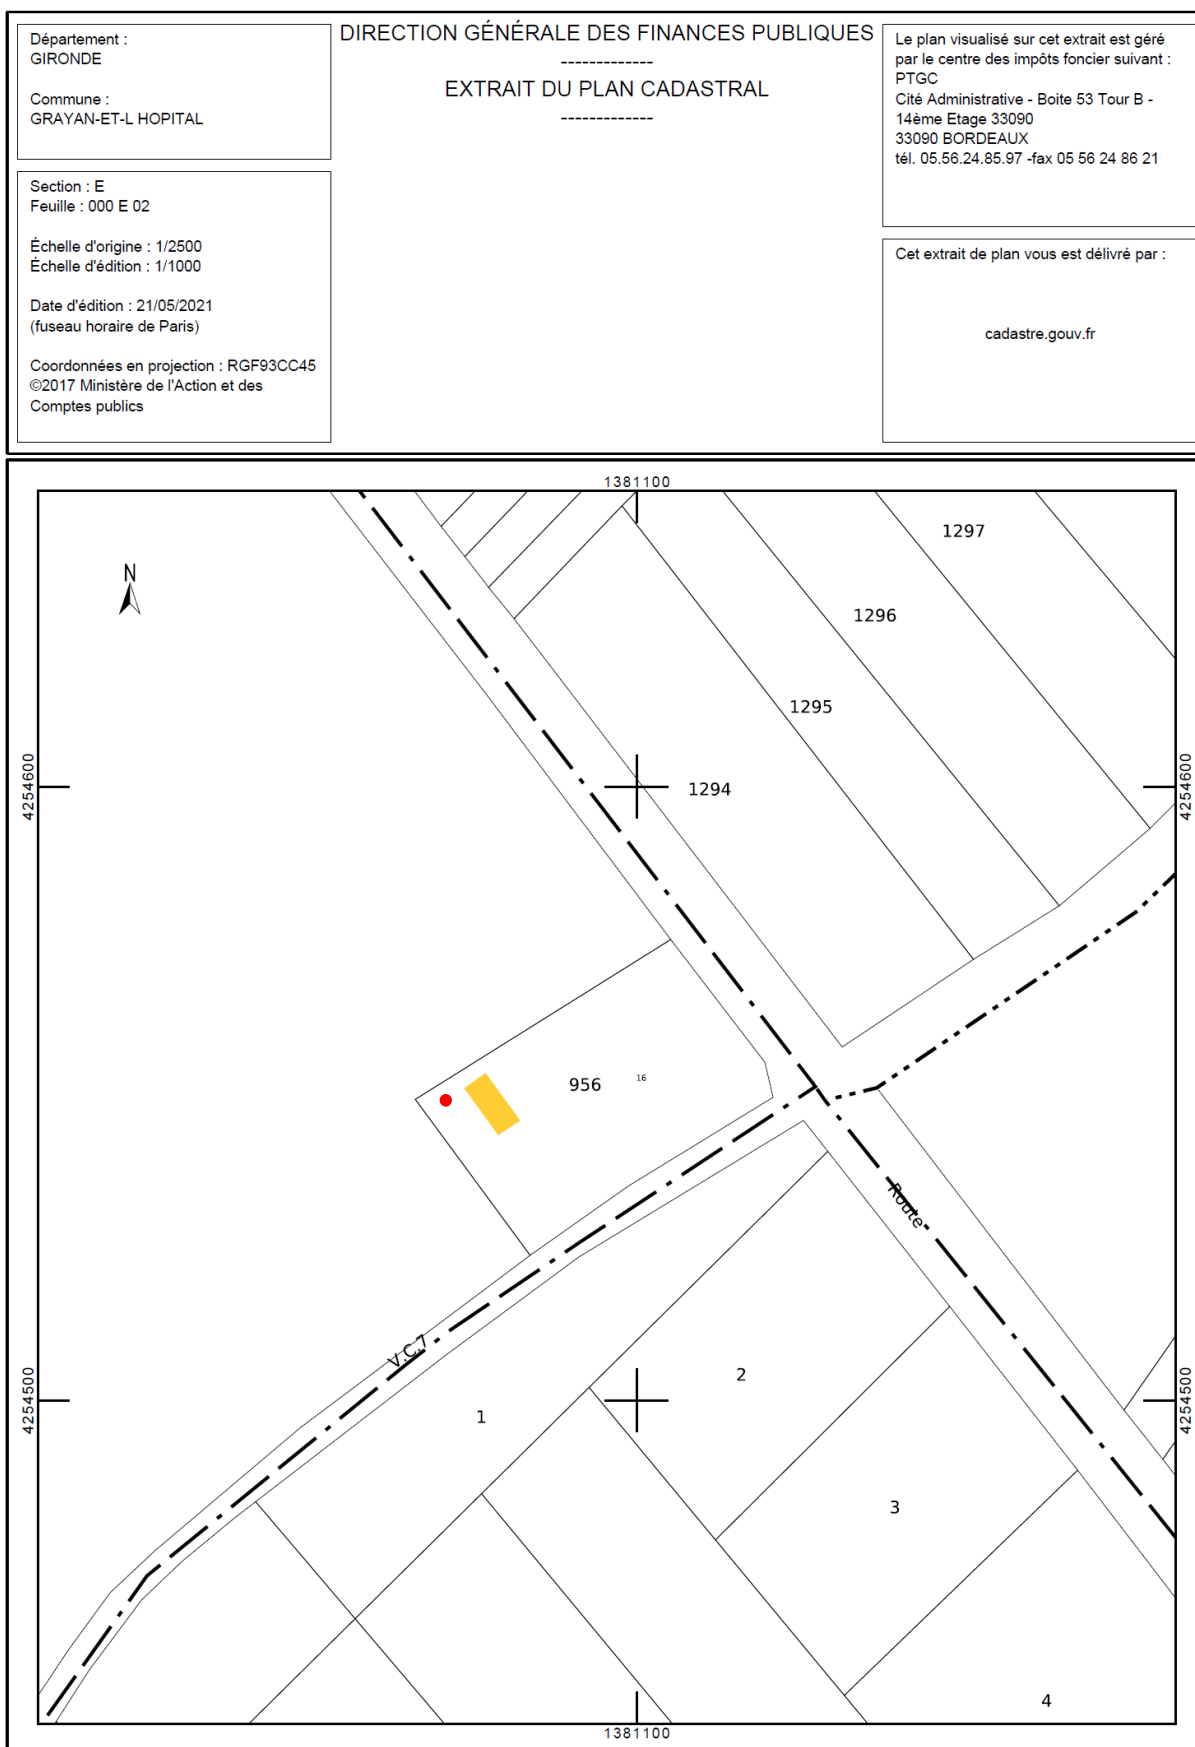 Département :
GIRONDE
Commune :
GRAYAN-ET-L HOPITAL
Section : E
Feuille : 000 E 02
Échelle d'origine : 1/2500
Échelle d'édition : 1/1000
Date d'édition : 21/05/2021
(fuseau horaire de Paris)
Coordonnées en projection : RGF93CC45
©2017 Ministère de l'Action et des
Comptes publics
DIRECTION GÉNÉRALE DES FINANCES PUBLIQUES
-------------
EXTRAIT DU PLAN CADASTRAL
-------------
Le plan visualisé sur cet extrait est géré
par le centre des impôts foncier suivant :
PTGC
Cité Administrative - Boite 53 Tour B -
14ème Etage 33090
33090 BORDEAUX
tél. 05.56.24.85.97 -fax 05 56 24 86 21
Cet extrait de plan vous est délivré par :
cadastre.gouv.fr
1381100
1297
N
1296
1295
4254600
1294
4254600
956
16
Route
V.C.7
2
4254500
4254500
1
3
4
1381100